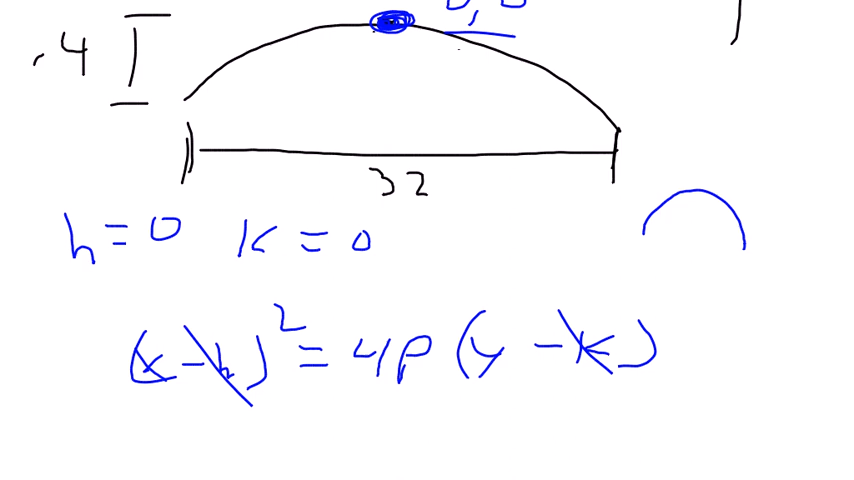 .4
32
h = 0 k = 0
(x - h)² = 4p (y - k)